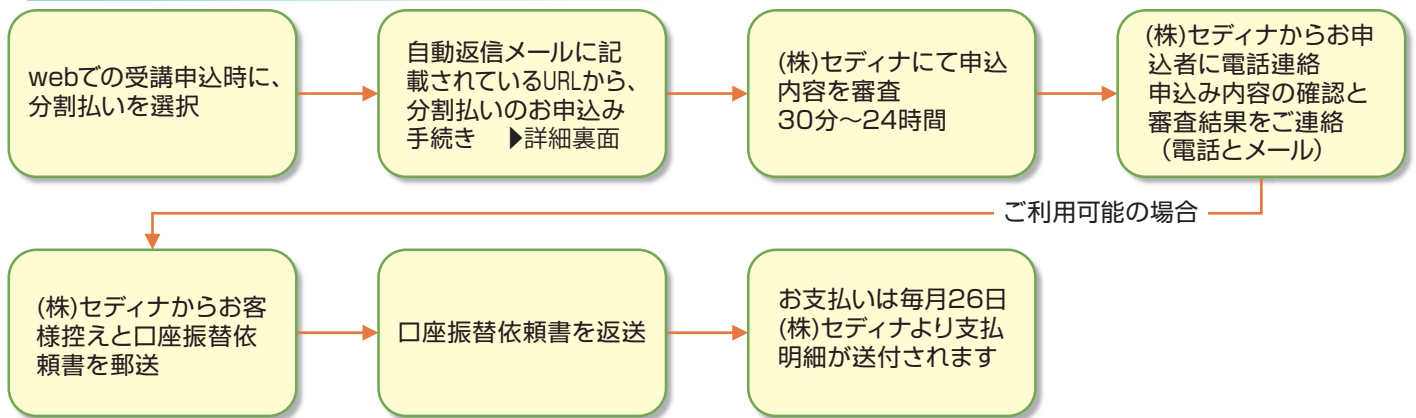 webでの受講申込時に、
分割払いを選択
自動返信メールに記
載されているURLから、
分割払いのお申込み
手続き　▶詳細裏面
(株)セディナにて申込
内容を審査
30分～24時間
(株)セディナからお申
込者に電話連絡
申込み内容の確認と
審査結果をご連絡
（電話とメール）
ご利用可能の場合
(株)セディナからお客
様控えと口座振替依
頼書を郵送
口座振替依頼書を返送
お支払いは毎月26日
(株)セディナより支払
明細が送付されます